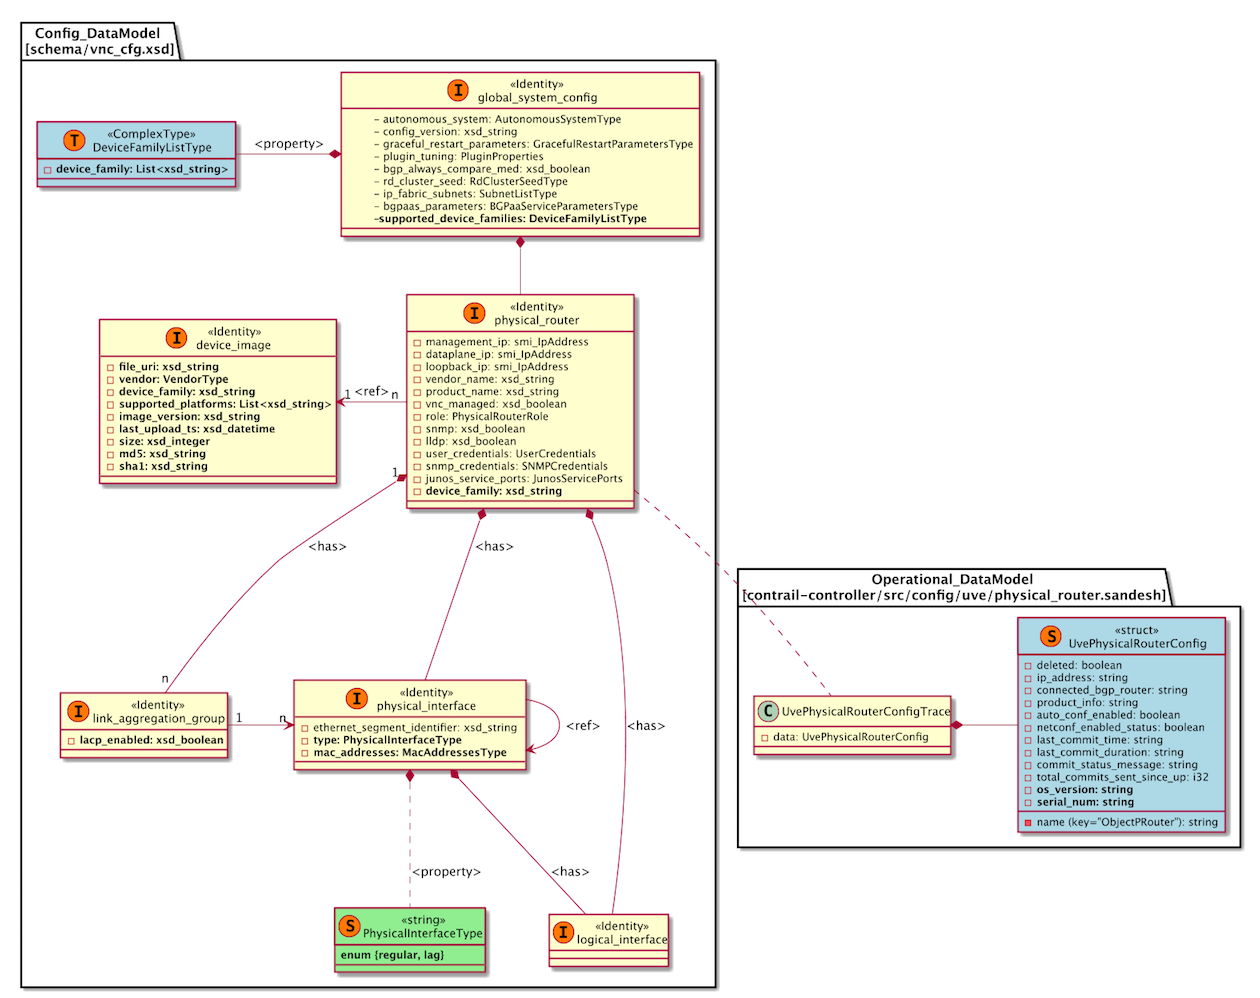 Config_DataModel
[schema/vnc_cfg.xsd]
I
«Identity»
global_system_config
- autonomous_system: AutonomousSystemType
- config_version: xsd_string
- graceful_restart_parameters: GracefulRestartParametersType
- plugin_tuning: PluginProperties
- bgp_always_compare_med: xsd_boolean
- rd_cluster_seed: RdClusterSeedType
- ip_fabric_subnets: SubnetListType
- bgpaas_parameters: BGPaaServiceParametersType
-supported_device_families: DeviceFamilyListType
T
«ComplexType»
DeviceFamilyListType
device_family: List<xsd_string>
<property>
I
«Identity»
physical_router
management_ip: smi_IpAddress
dataplane_ip: smi_IpAddress
loopback_ip: smi_IpAddress
vendor_name: xsd_string
product_name: xsd_string
vnc_managed: xsd_boolean
role: PhysicalRouterRole
snmp: xsd_boolean
lldp: xsd_boolean
user_credentials: UserCredentials
snmp_credentials: SNMPCredentials
junos_service_ports: JunosServicePorts
device_family: xsd_string
I
«Identity»
device_image
file_uri: xsd_string
vendor: VendorType
device_family: xsd_string
supported_platforms: List<xsd_string>
image_version: xsd_string
last_upload_ts: xsd_datetime
size: xsd_integer
md5: xsd_string
sha1: xsd_string
1 <ref> n
1
<has>
<has>
n
I
«Identity»
link_aggregation_group
lacp_enabled: xsd_boolean
1
n
I
«Identity»
physical_interface
ethernet_segment_identifier: xsd_string
type: PhysicalInterfaceType
mac_addresses: MacAddressesType
<ref>
<has>
<property>
<has>
S
«string»
PhysicalInterfaceType
enum {regular, lag}
I
«Identity»
logical_interface
Operational_DataModel
[contrail-controller/src/config/uve/physical_router.sandesh]
C
UvePhysicalRouterConfigTrace
data: UvePhysicalRouterConfig
S
«struct»
UvePhysicalRouterConfig
deleted: boolean
ip_address: string
connected_bgp_router: string
product_info: string
auto_conf_enabled: boolean
netconf_enabled_status: boolean
last_commit_time: string
last_commit_duration: string
commit_status_message: string
total_commits_sent_since_up: i32
os_version: string
serial_num: string
name (key="ObjectPRouter"): string